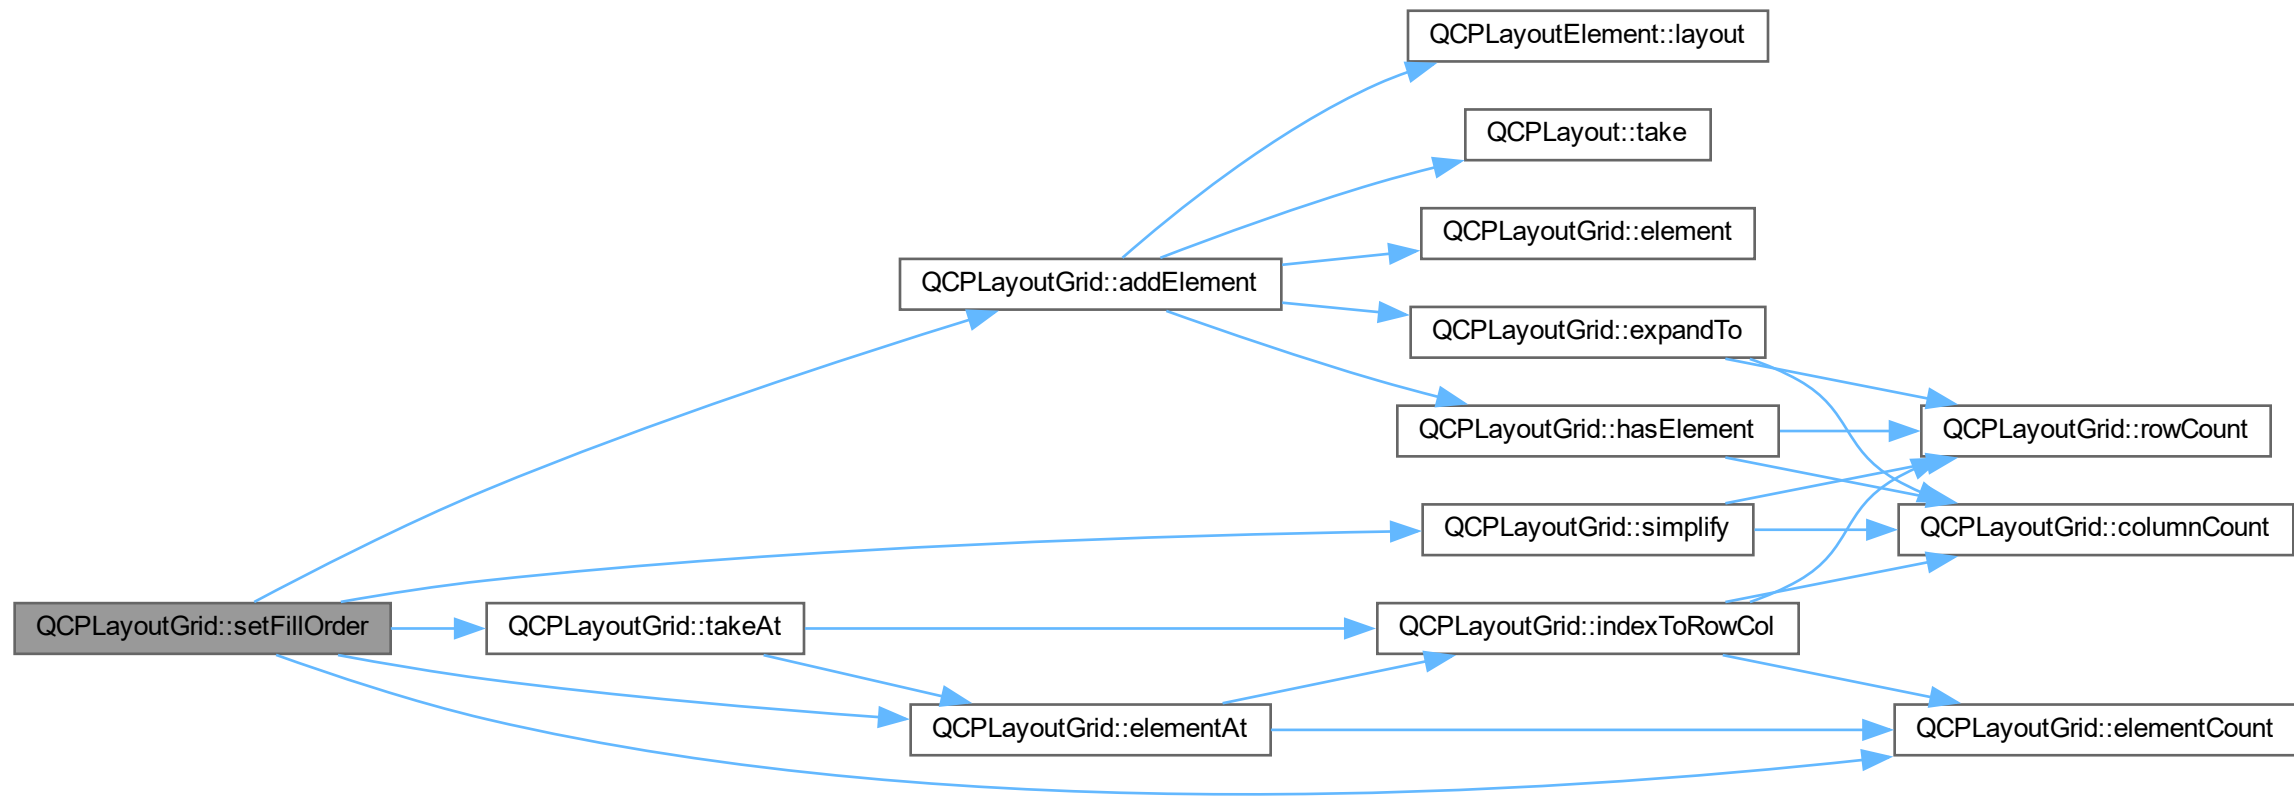 QCPLayoutElement::layout
QCPLayout::take
QCPLayoutGrid::element
QCPLayoutGrid::addElement
QCPLayoutGrid::expandTo
QCPLayoutGrid::hasElement
QCPLayoutGrid::rowCount
QCPLayoutGrid::simplify
QCPLayoutGrid::columnCount
QCPLayoutGrid::setFillOrder
QCPLayoutGrid::takeAt
QCPLayoutGrid::indexToRowCol
QCPLayoutGrid::elementAt
QCPLayoutGrid::elementCount